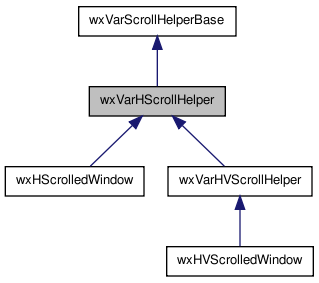 wxVarScrollHelperBase
wxVarHScrollHelper
wxHScrolledWindow
wxVarHVScrollHelper
wxHVScrolledWindow